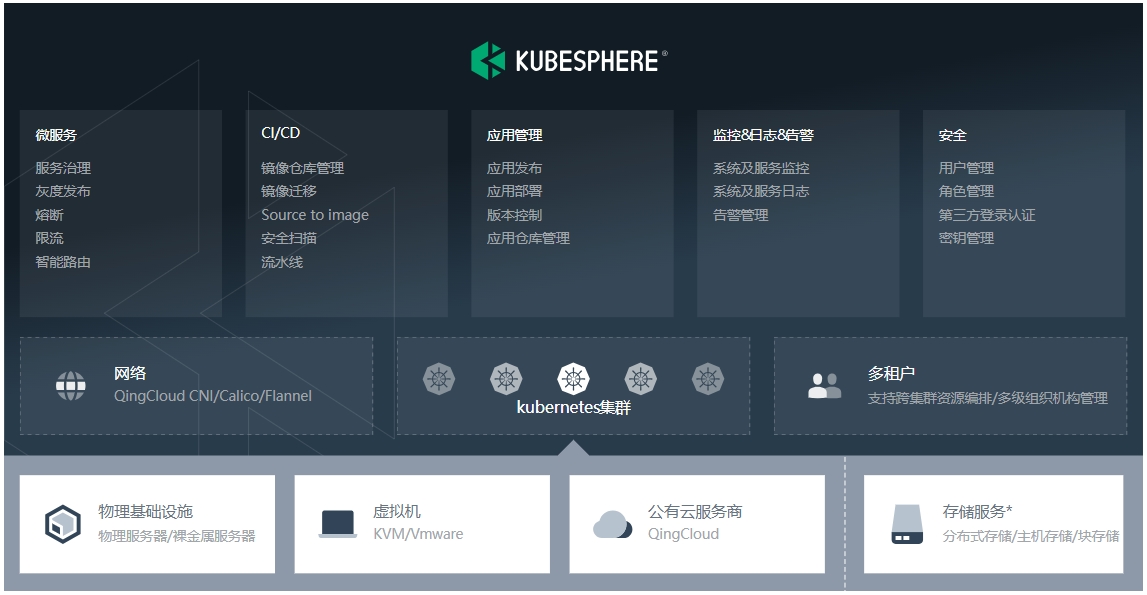 KUBESPHERE®
微服务
服务治理
灰度发布
熔断
限流
智能路由
CI/CD
镜像仓库管理
镜像迁移
Source to image
安全扫描
流水线
应用管理
应用发布
应用部署
版本控制
应用仓库管理
监控&日志&告警
系统及服务监控
系统及服务日志
告警管理
安全
用户管理
角色管理
第三方登录认证
密钥管理
网络
QingCloud CNI/Calico/Flannel
kubernetes集群
多租户
支持跨集群资源编排/多级组织机构管理
物理基础设施
物理服务器/裸金属服务器
虚拟机
KVM/Vmware
公有云服务商
QingCloud
存储服务*
分布式存储/主机存储/块存储